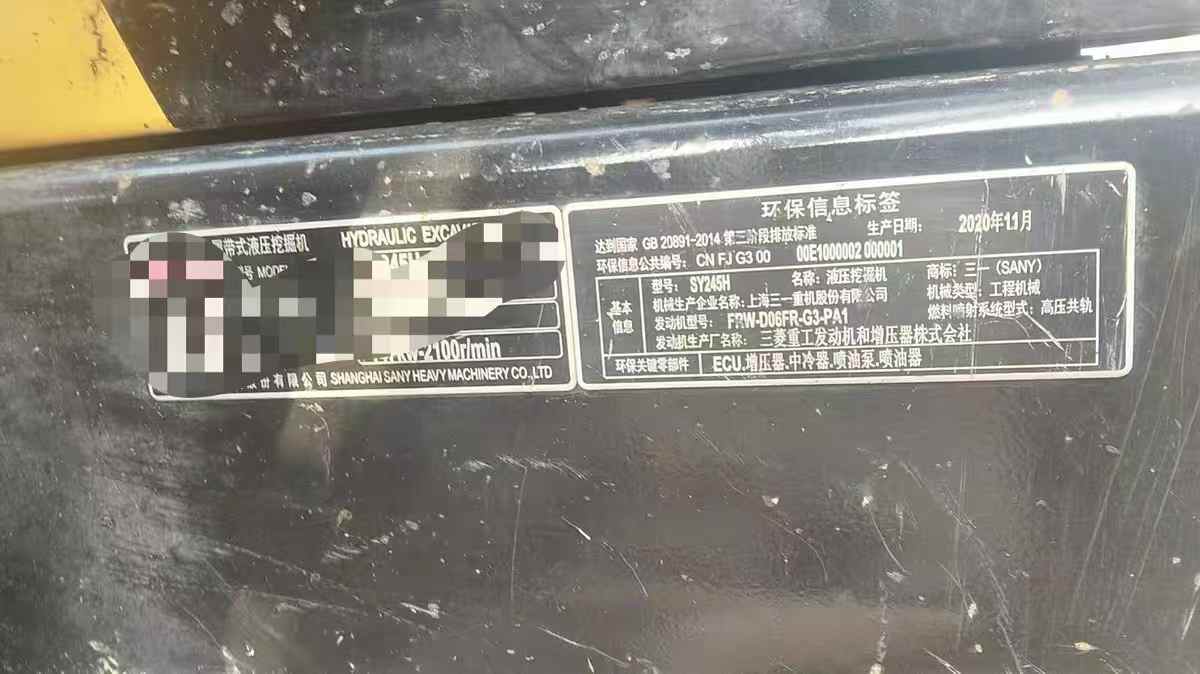 带式液压挖掘机 HYDRAULIC EXCAV
号 MODE
245H
KW-2100r/min
有限公司 SHANGHAI SANY HEAVY MACHINERY CO., LTD
环保信息标签
达到国家 GB 20891-2014 第三阶段排放标准 生产日期: 2020年11月
环保信息公共编号: CN FJ G3 00 00E1000002 000001
基本信息
型号: SY245H 名称: 液压挖掘机 商标: 三一 (SANY)
机械生产企业名称: 上海三一重机股份有限公司 机械类型: 工程机械
发动机型号: FRW-D06FR-G3-PA1 燃料喷射系统型式: 高压共轨
发动机生产厂名称: 三菱重工发动机和增压器株式会社
环保关键零部件 ECU.增压器.中冷器.喷油泵.喷油器